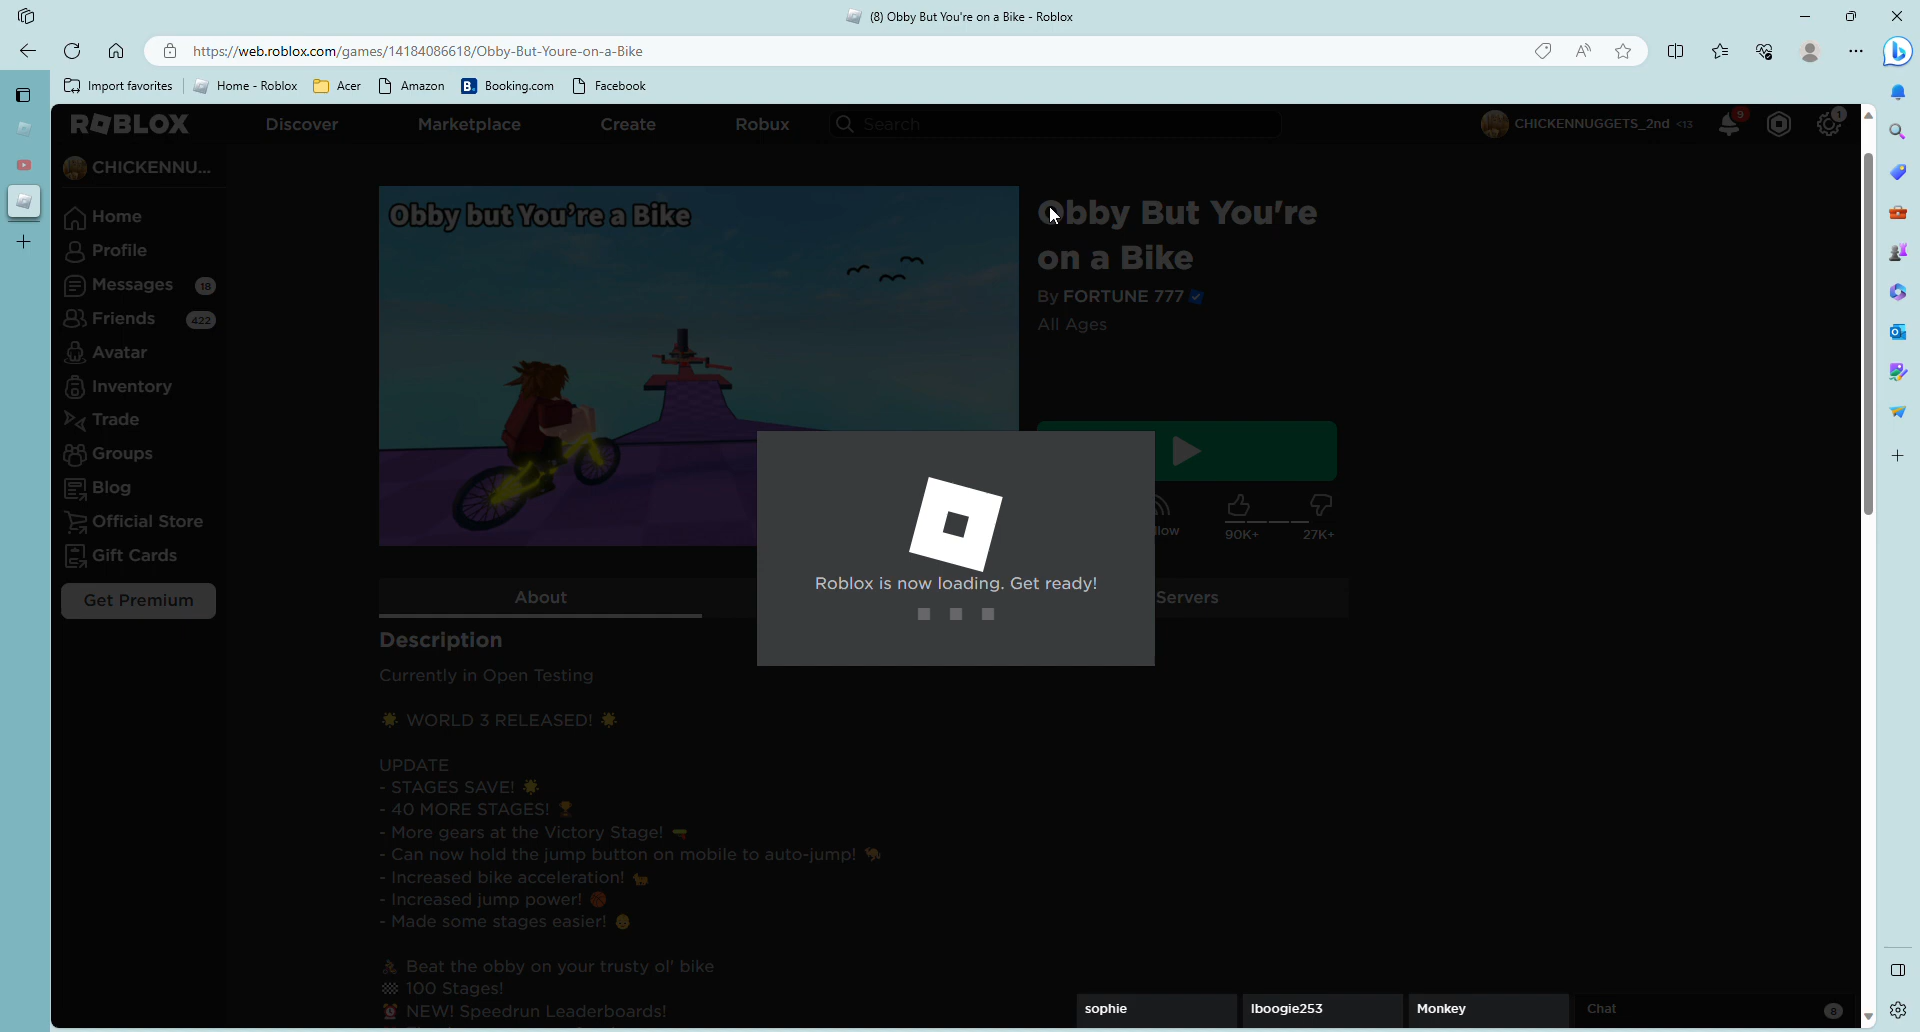 (8) Obby But You're on a Bike - Roblox
https://web.roblox.com/games/14184086618/Obby-But-Youre-on-a-Bike
Import favorites Home - Roblox Acer Amazon B. Booking.com Facebook
ROBLOX Discover Marketplace Create Robux Search CHICKENNUGGETS_2nd <13 9 1
CHICKENNU...
Home
Profile
Messages 18
Friends 422
Avatar
Inventory
Trade
Groups
Blog
Official Store
Gift Cards
Get Premium
Obby but You're a Bike
Obby But You're
on a Bike
By FORTUNE 777
All Ages
llow 90K+ 27K+
Roblox is now loading. Get ready!
About Servers
Description
Currently in Open Testing
WORLD 3 RELEASED!
UPDATE
- STAGES SAVE!
- 40 MORE STAGES!
- More gears at the Victory Stage!
- Can now hold the jump button on mobile to auto-jump!
- Increased bike acceleration!
- Increased jump power!
- Made some stages easier!
Beat the obby on your trusty ol' bike
100 Stages!
NEW! Speedrun Leaderboards!
sophie lboogie253 Monkey Chat 8